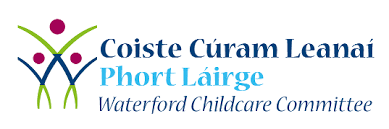 Coiste Cúram Leanaí
Phort Láirge
Waterford Childcare Committee